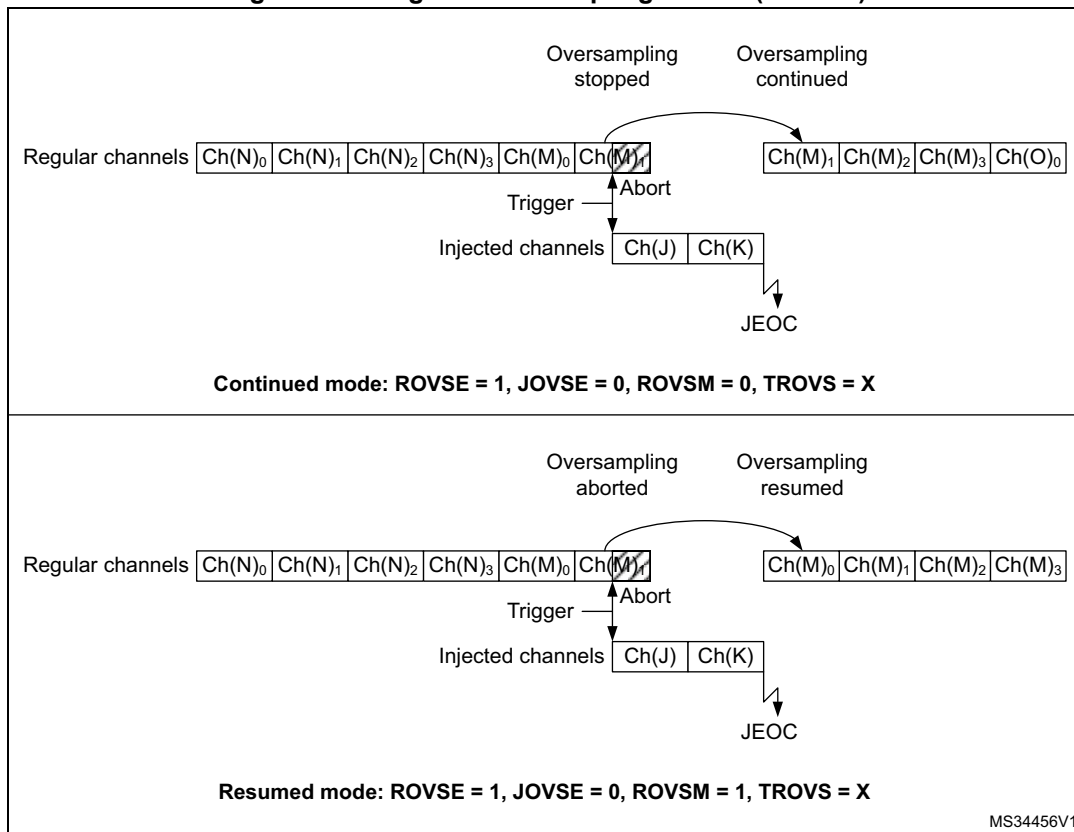 Oversampling stopped
Oversampling continued
Regular channels Ch(N)₀ Ch(N)₁ Ch(N)₂ Ch(N)₃ Ch(M)₀ Ch(M)₁ Ch(M)₁ Ch(M)₂ Ch(M)₃ Ch(O)₀
Abort
Trigger
Injected channels Ch(J) Ch(K)
JEOC
Continued mode: ROVSE = 1, JOVSE = 0, ROVSM = 0, TROVS = X
Oversampling aborted
Oversampling resumed
Regular channels Ch(N)₀ Ch(N)₁ Ch(N)₂ Ch(N)₃ Ch(M)₀ Ch(M)₁ Ch(M)₀ Ch(M)₁ Ch(M)₂ Ch(M)₃
Abort
Trigger
Injected channels Ch(J) Ch(K)
JEOC
Resumed mode: ROVSE = 1, JOVSE = 0, ROVSM = 1, TROVS = X
MS34456V1